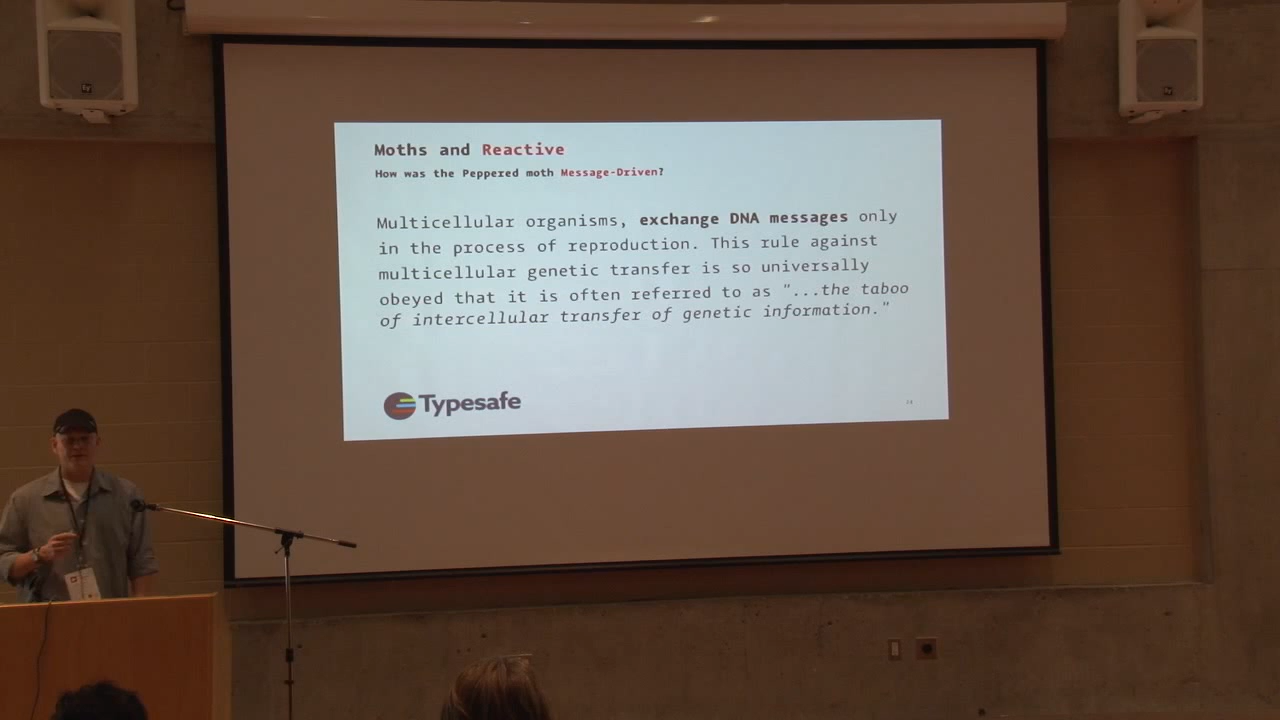 Moths and Reactive
How was the Peppered moth Message-Driven?
Multicellular organisms, exchange DNA messages only
in the process of reproduction. This rule against
multicellular genetic transfer is so universally
obeyed that it is often referred to as "...the taboo
of intercellular transfer of genetic information."
Typesafe